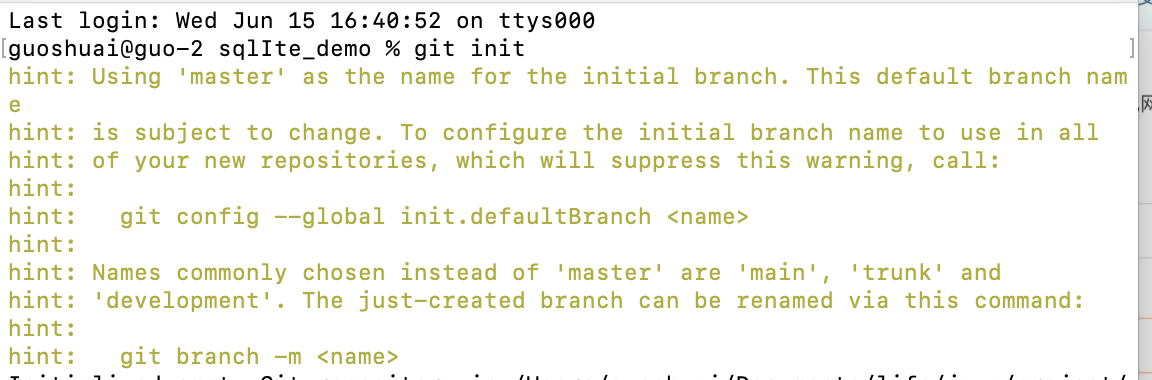 Last login: Wed Jun 15 16:40:52 on ttys000
[guoshuai@guo-2 sqlIte_demo % git init ]
hint: Using 'master' as the name for the initial branch. This default branch nam
e
hint: is subject to change. To configure the initial branch name to use in all
hint: of your new repositories, which will suppress this warning, call:
hint:
hint:   git config --global init.defaultBranch <name>
hint:
hint: Names commonly chosen instead of 'master' are 'main', 'trunk' and
hint: 'development'. The just-created branch can be renamed via this command:
hint:
hint:   git branch -m <name>